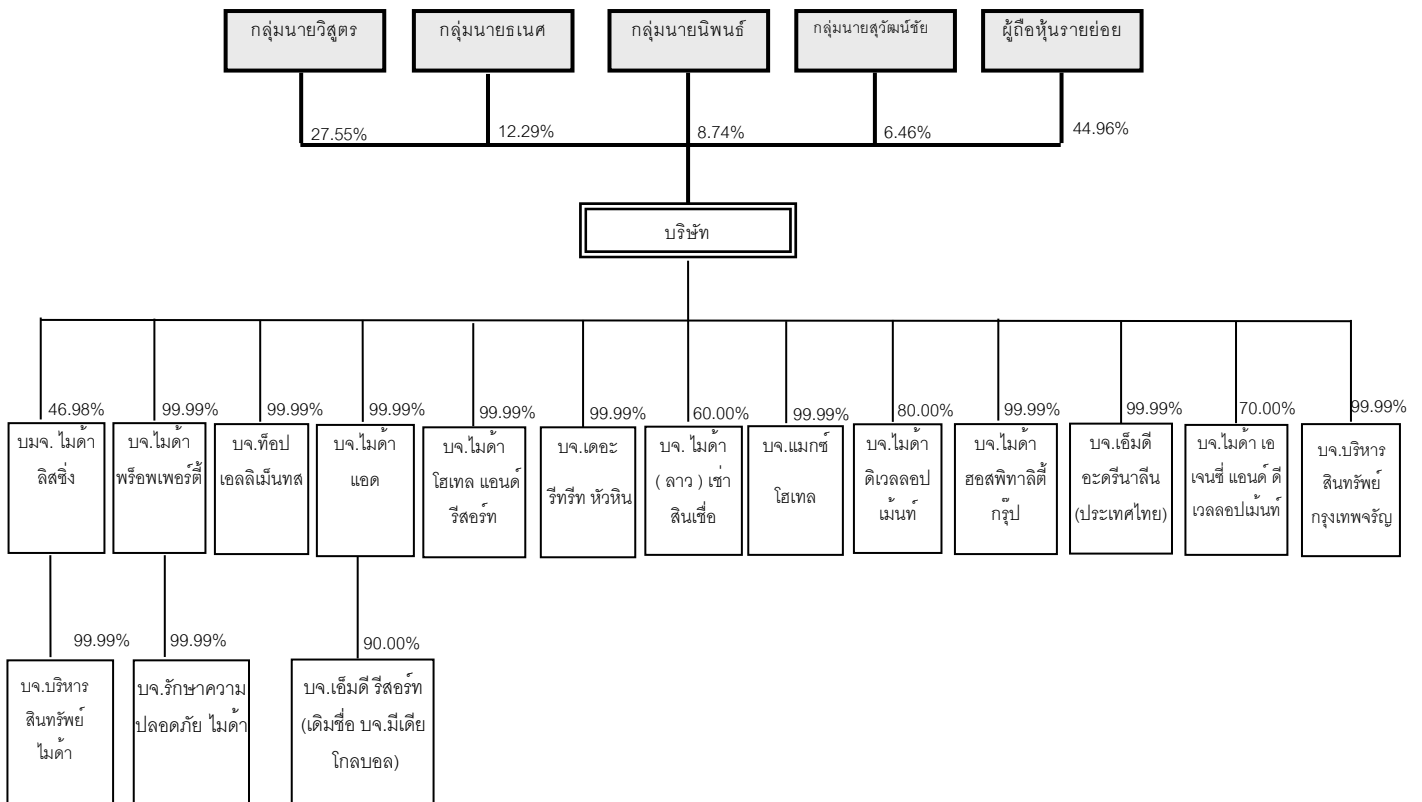 กลุ่มนายวิสูตร
กลุ่มนายธเนศ
กลุ่มนายนิพนธ์
กลุ่มนายสุวัฒน์ชัย
ผู้ถือหุ้นรายย่อย
27.55%
12.29%
8.74%
6.46%
44.96%
บริษัท
46.98%
99.99%
99.99%
99.99%
99.99%
99.99%
60.00%
99.99%
80.00%
99.99%
99.99%
70.00%
99.99%
บมจ. ไมด้า
ลิสซิ่ง
บจ.ไมด้า
พร็อพเพอร์ตี้
บจ.ท็อป
เอลลิเม็นทส
บจ.ไมด้า
แอด
บจ.ไมด้า
โฮเทล แอนด์
รีสอร์ท
บจ.เดอะ
รีทรีท หัวหิน
บจ. ไมด้า
( ลาว ) เช่า
สินเชื่อ
บจ.แมกซ์
โฮเทล
บจ.ไมด้า
ดิเวลลอป
เม้นท์
บจ.ไมด้า
ฮอสพิทาลิตี้
กรุ๊ป
บจ.เอ็มดี
อะดรีนาลีน
(ประเทศไทย)
บจ.ไมด้า เอ
เจนซี่ แอนด์ ดี
เวลลอปเม้นท์
บจ.บริหาร
สินทรัพย์
กรุงเทพจรัญ
99.99%
99.99%
90.00%
บจ.บริหาร
สินทรัพย์
ไมด้า
บจ.รักษาความ
ปลอดภัย ไมด้า
บจ.เอ็มดี รีสอร์ท
(เดิมชื่อ บจ.มีเดีย
โกลบอล)